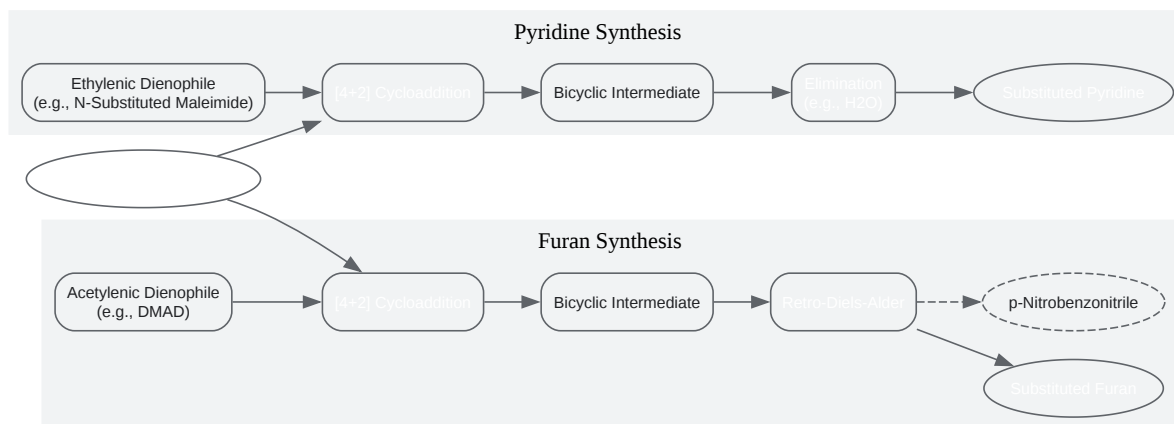 Pyridine Synthesis
Ethylenic Dienophile
(e.g., N-Substituted Maleimide)
[4+2] Cycloaddition
Bicyclic Intermediate
Elimination
(e.g., H2O)
Substituted Pyridine
Furan Synthesis
Acetylenic Dienophile
(e.g., DMAD)
[4+2] Cycloaddition
Bicyclic Intermediate
Retro-Diels-Alder
p-Nitrobenzonitrile
Substituted Furan